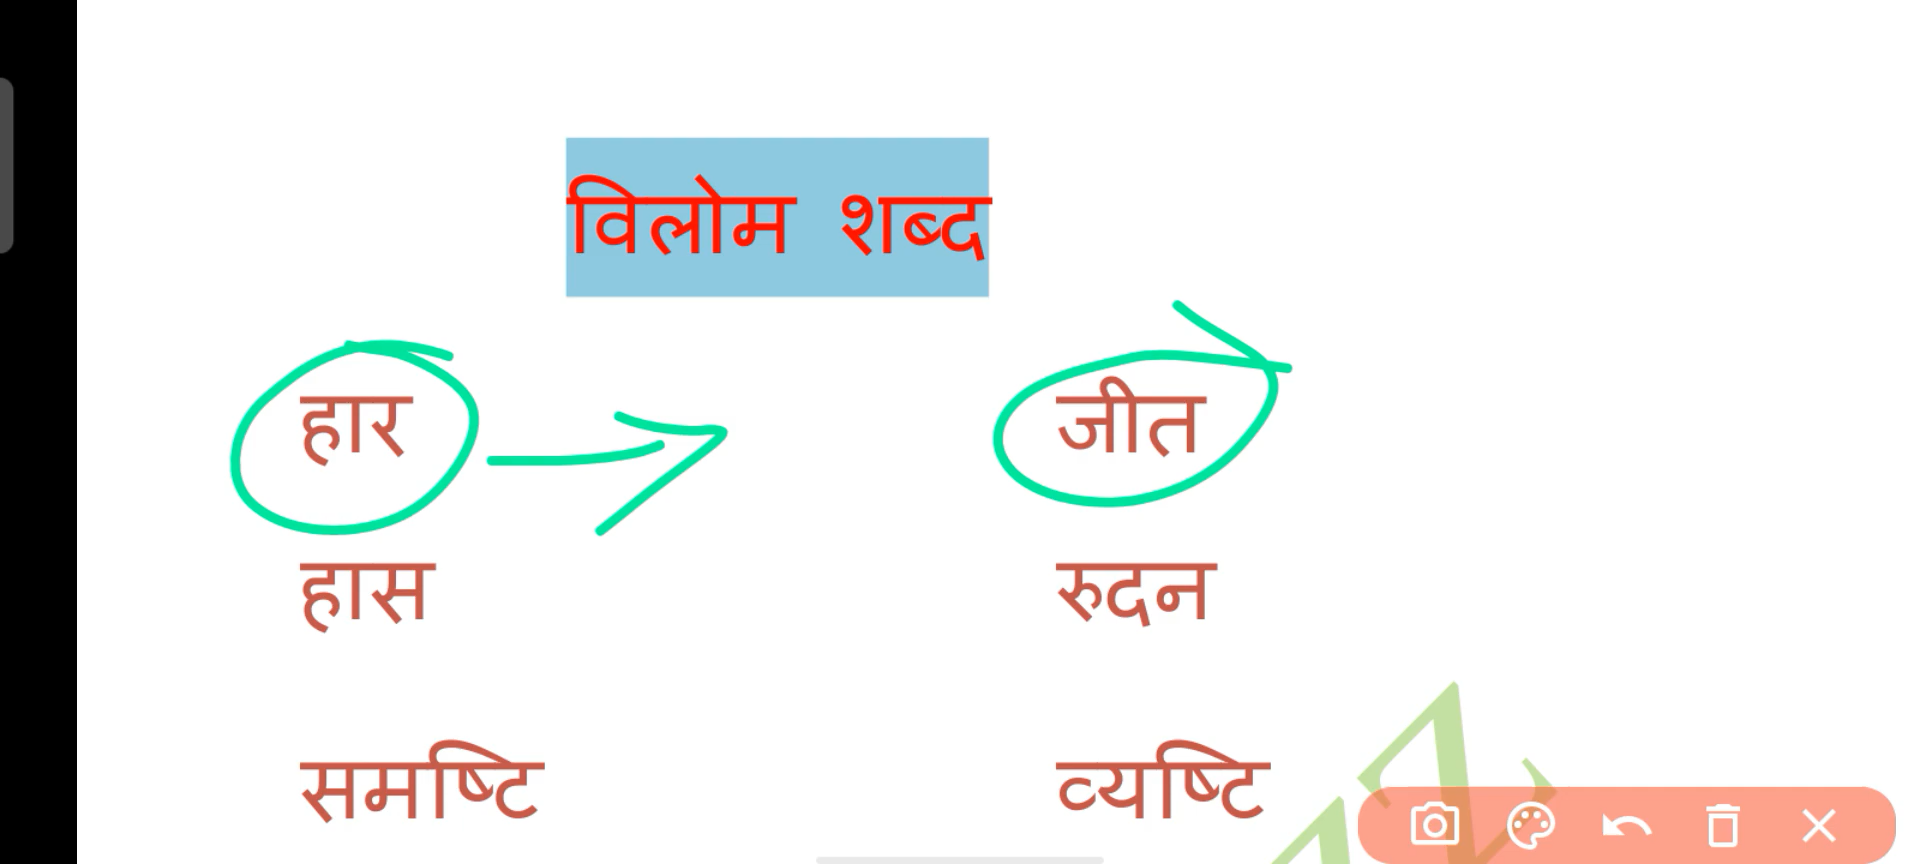 विलोम शब्द
हार जीत
हास रुदन
समष्टि व्यष्टि